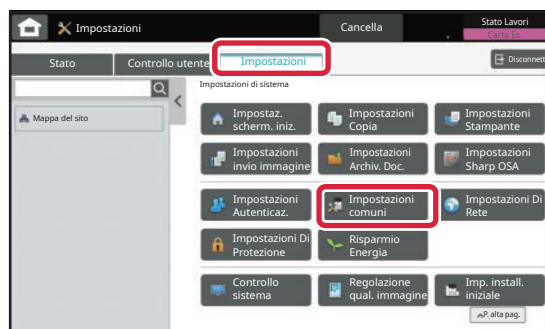 Impostazioni
Cancella
Stato Lavori
Carta Es.
Stato
Controllo utente
Impostazioni
Disconnett
Impostazioni di sistema
Mappa del sito
Impostaz.
scherm. iniz.
Impostazioni
Copia
Impostazioni
Stampante
Impostazioni
invio immagine
Impostazioni
Archiv. Doc.
Impostazioni
Sharp OSA
Impostazioni
Autenticaz.
Impostazioni
comuni
Impostazioni Di
Rete
Impostazioni Di
Protezione
Risparmio
Energia
Controllo
sistema
Regolazione
qual. immagine
Imp. install.
iniziale
P. alta pag.